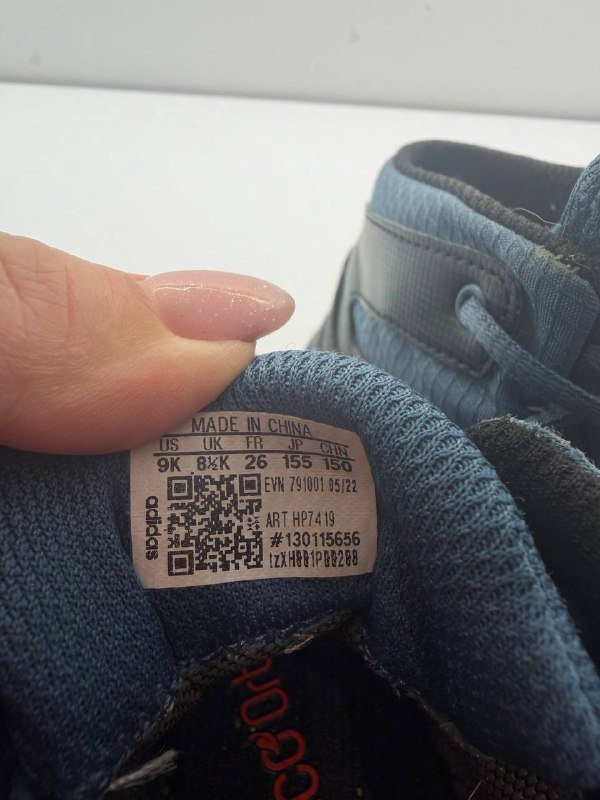 MADE IN CHINA
US UK FR JP CHN
9K 8½K 26 155 150
EVN 791001 05/22
adidas
ART HP7419
#130115656